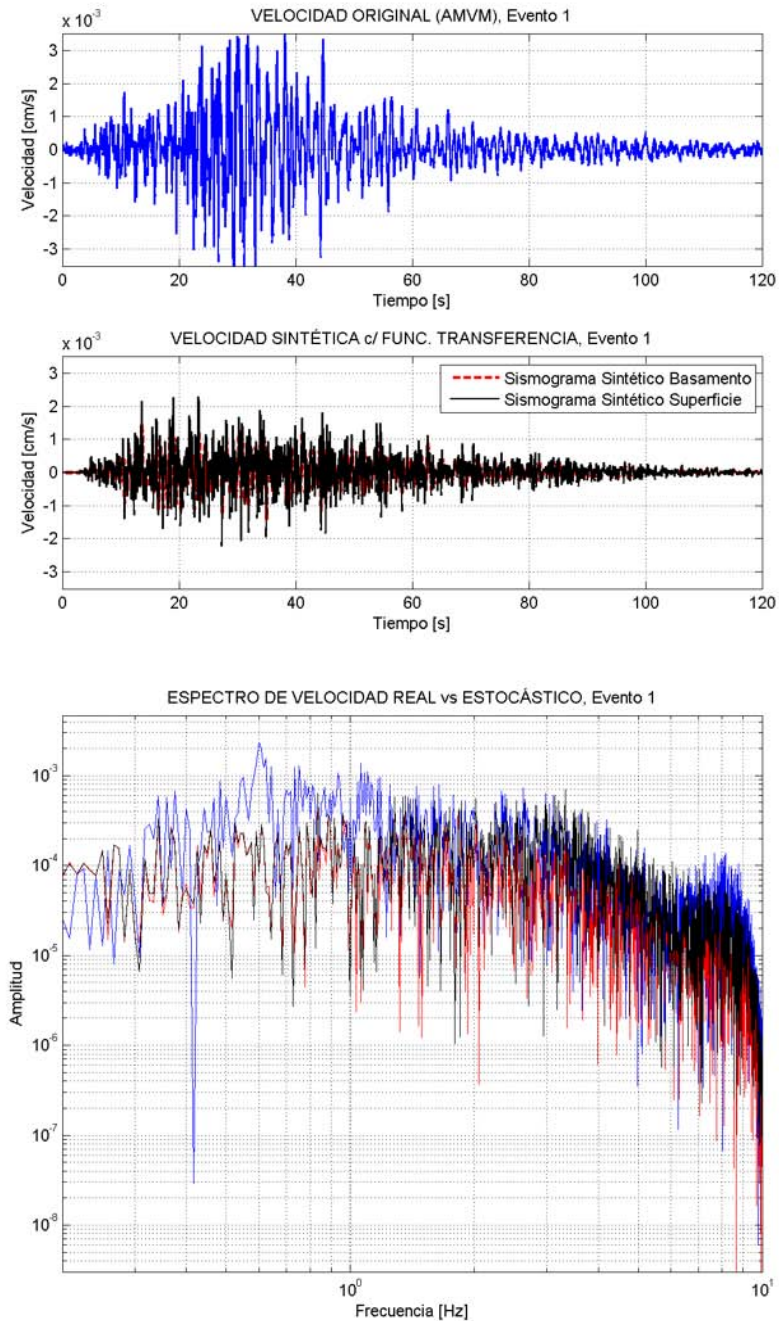 x 10⁻³
VELOCIDAD ORIGINAL (AMVM), Evento 1
3
2
1
0
-1
-2
-3
Velocidad [cm/s]
0
20
40
60
80
100
120
Tiempo [s]
x 10⁻³
VELOCIDAD SINTÉTICA c/ FUNC. TRANSFERENCIA, Evento 1
Sismograma Sintético Basamento
Sismograma Sintético Superficie
3
2
1
0
-1
-2
-3
Velocidad [cm/s]
0
20
40
60
80
100
120
Tiempo [s]
ESPECTRO DE VELOCIDAD REAL vs ESTOCÁSTICO, Evento 1
10⁻³
10⁻⁴
10⁻⁵
10⁻⁶
10⁻⁷
10⁻⁸
Amplitud
10⁰
10¹
Frecuencia [Hz]